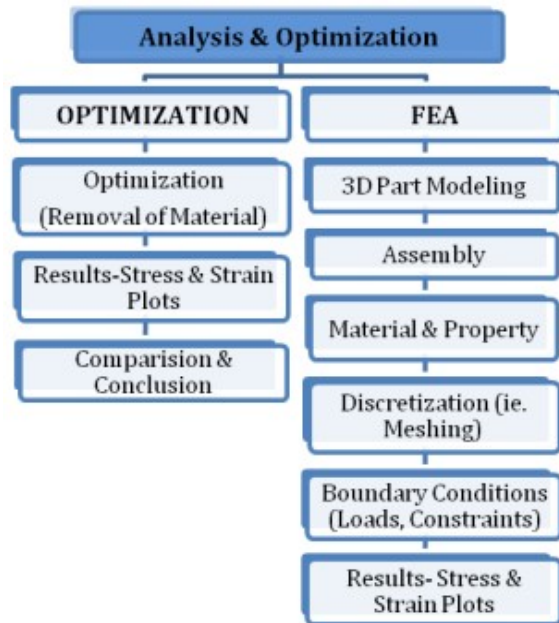 Analysis & Optimization
OPTIMIZATION
Optimization
(Removal of Material)
Results-Stress & Strain
Plots
Comparision &
Conclusion
FEA
3D Part Modeling
Assembly
Material & Property
Discretization (ie.
Meshing)
Boundary Conditions
(Loads, Constraints)
Results- Stress &
Strain Plots